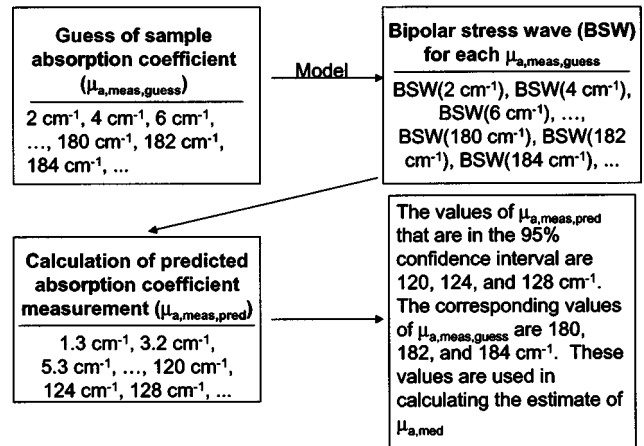 Guess of sample
absorption coefficient
(μa,meas,guess)
2 cm⁻¹, 4 cm⁻¹, 6 cm⁻¹,
..., 180 cm⁻¹, 182 cm⁻¹,
184 cm⁻¹, ...
Model
Bipolar stress wave (BSW)
for each μa,meas,guess
BSW(2 cm⁻¹), BSW(4 cm⁻¹),
BSW(6 cm⁻¹), ...,
BSW(180 cm⁻¹), BSW(182
cm⁻¹), BSW(184 cm⁻¹), ...
Calculation of predicted
absorption coefficient
measurement (μa,meas,pred)
1.3 cm⁻¹, 3.2 cm⁻¹,
5.3 cm⁻¹, ..., 120 cm⁻¹,
124 cm⁻¹, 128 cm⁻¹, ...
The values of μa,meas,pred
that are in the 95%
confidence interval are
120, 124, and 128 cm⁻¹.
The corresponding values
of μa,meas,guess are 180,
182, and 184 cm⁻¹. These
values are used in
calculating the estimate of
μa,med